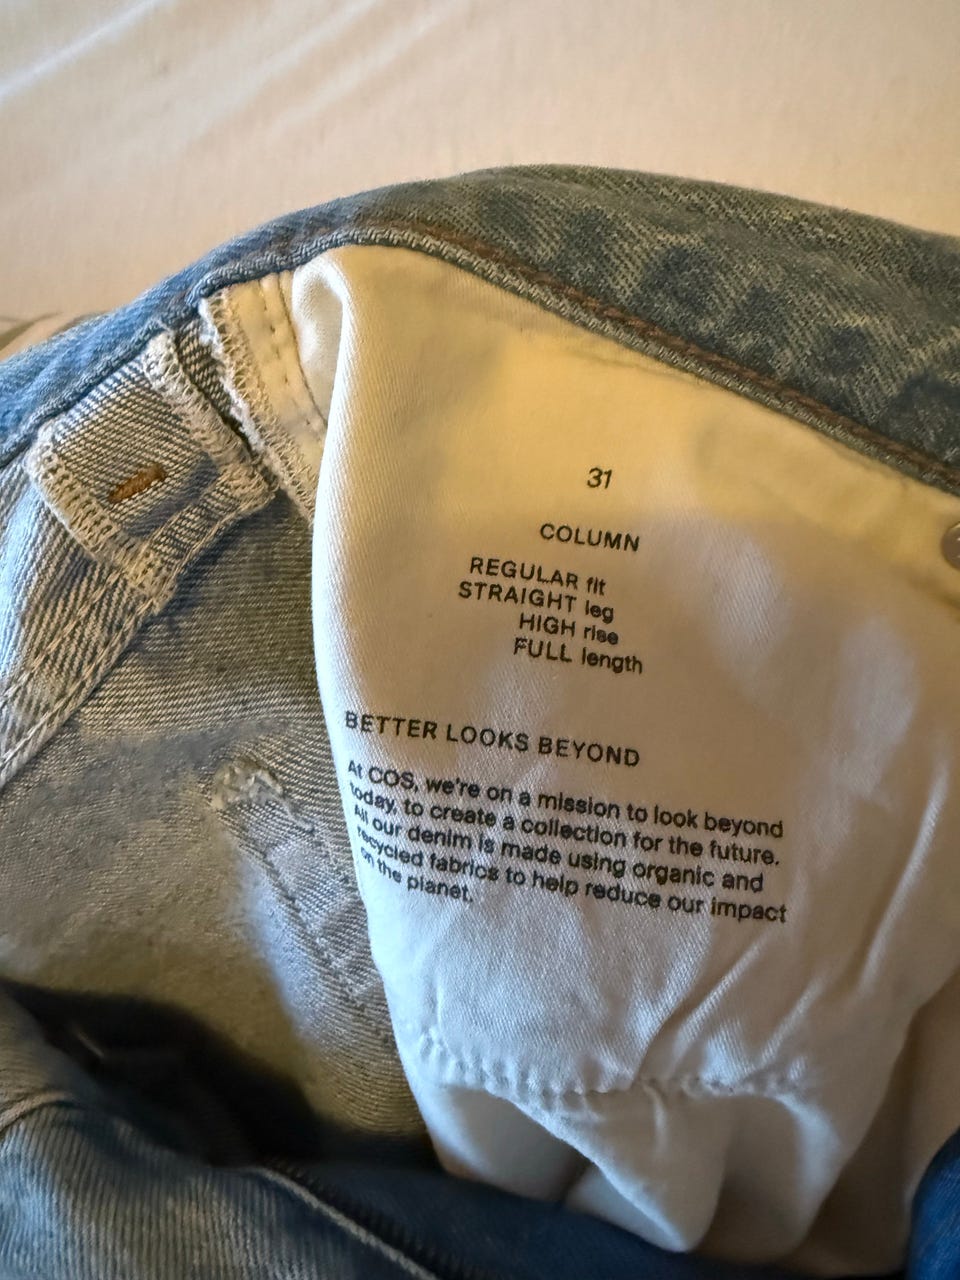 31
COLUMN
REGULAR fit
STRAIGHT leg
HIGH rise
FULL length
BETTER LOOKS BEYOND
At COS, we're on a mission to look beyond
today, to create a collection for the future.
All our denim is made using organic and
recycled fabrics to help reduce our impact
on the planet.